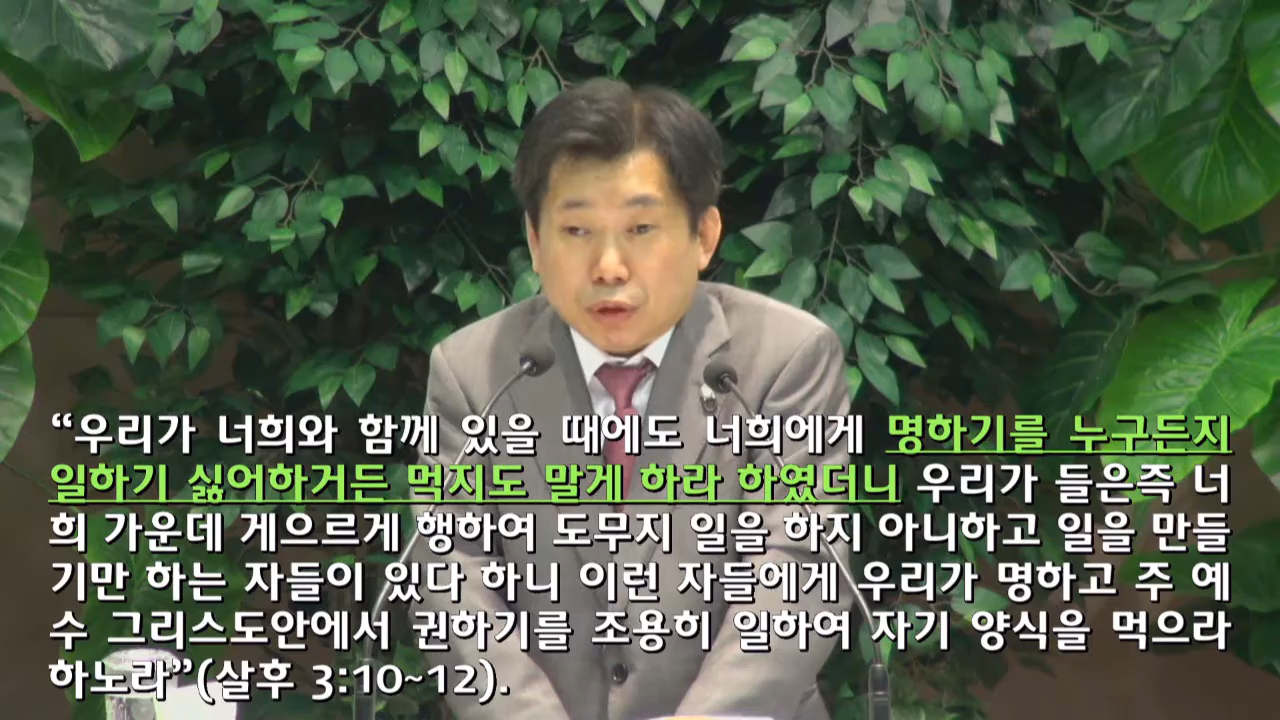 “우리가 너희와 함께 있을 때에도 너희에게 명하기를 누구든지
일하기 싫어하거든 먹지도 말게 하라 하였더니 우리가 들은즉 너
희 가운데 게으르게 행하여 도무지 일을 하지 아니하고 일을 만들
기만 하는 자들이 있다 하니 이런 자들에게 우리가 명하고 주 예
수 그리스도안에서 권하기를 조용히 일하여 자기 양식을 먹으라
하노라”(살후 3:10~12).